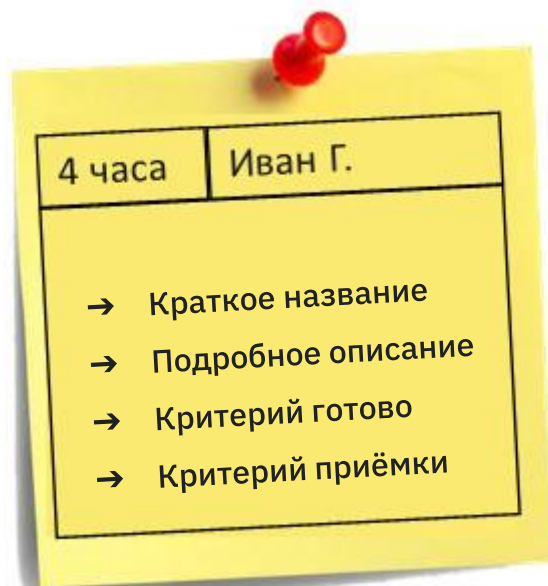 4 часа Иван Г.
➔ Краткое название
➔ Подробное описание
➔ Критерий готово
➔ Критерий приёмки